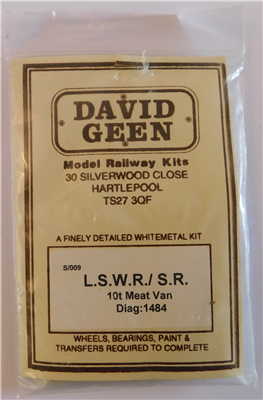 DAVID
GEEN
Model Railway Kits
30 SILVERWOOD CLOSE
HARTLEPOOL
TS27 3QF
A FINELY DETAILED WHITEMETAL KIT
S/009
L.S.W.R./ S.R.
10t Meat Van
Diag:1484
WHEELS, BEARINGS, PAINT &
TRANSFERS REQUIRED TO COMPLETE